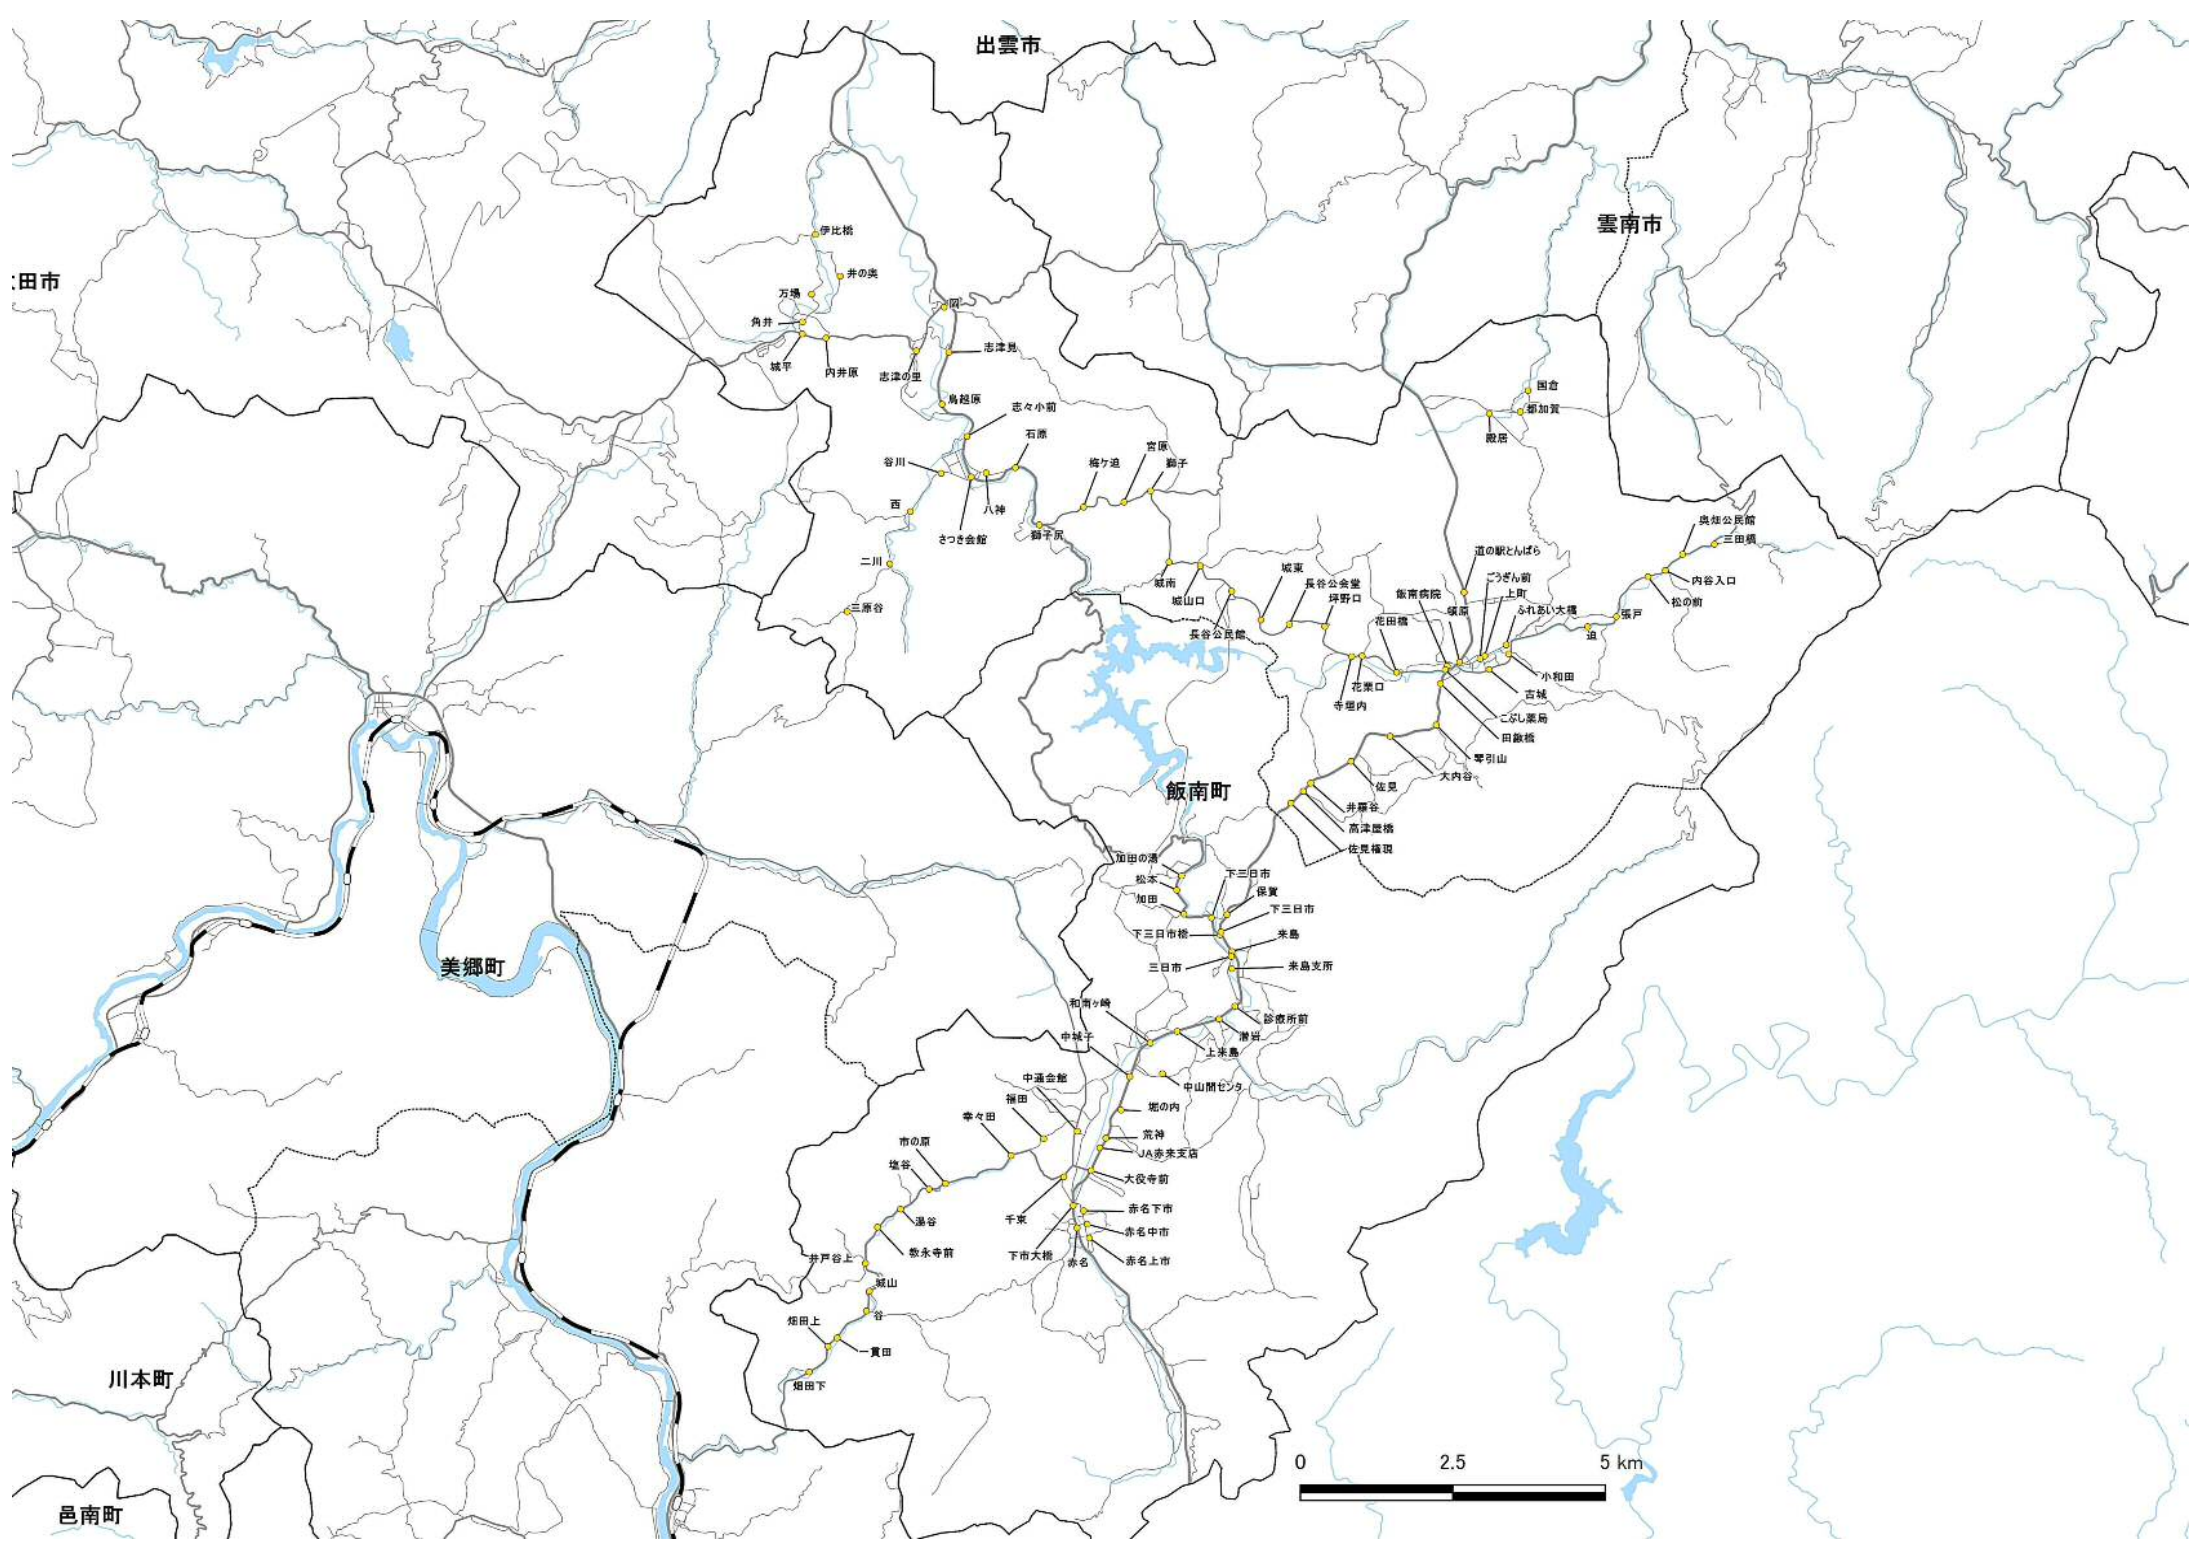 出雲市
雲南市
田市
伊比橋
井の奥
万場
角井
城平
内井原
岡
志津見
志津の里
鳥越原
志々小前
石原
谷川
八神
さつき会館
西
二川
三原谷
獅子尻
梅ケ迫
宮原
獅子
国倉
都加賀
殿居
奥畑公民館
三田橋
内谷入口
松の前
張戸
迫
城南
城山口
長谷公民館
城東
長谷公会堂
坪野口
花田橋
飯南病院
頓原
道の駅とんばら
ごうぎん前
上町
ふれあい大橋
小和田
古城
こぶし薬局
田鍬橋
琴引山
大内谷
寺垣内
花栗口
佐見
井羅谷
高津屋橋
佐見権現
飯南町
加田の湯
松本
加田
下三日市
保賀
下三日市
下三日市橋
来島
三日市
来島支所
和南ヶ崎
診療所前
潜岩
上来島
中城子
中山間センタ
中通会館
堀の内
福田
荒神
JA赤来支店
幸々田
大役寺前
市の原
塩谷
湯谷
敷永寺前
千束
赤名下市
赤名中市
下市大橋
赤名
赤名上市
井戸谷上
城山
谷
畑田上
一貫田
畑田下
美郷町
川本町
邑南町
0 2.5 5 km